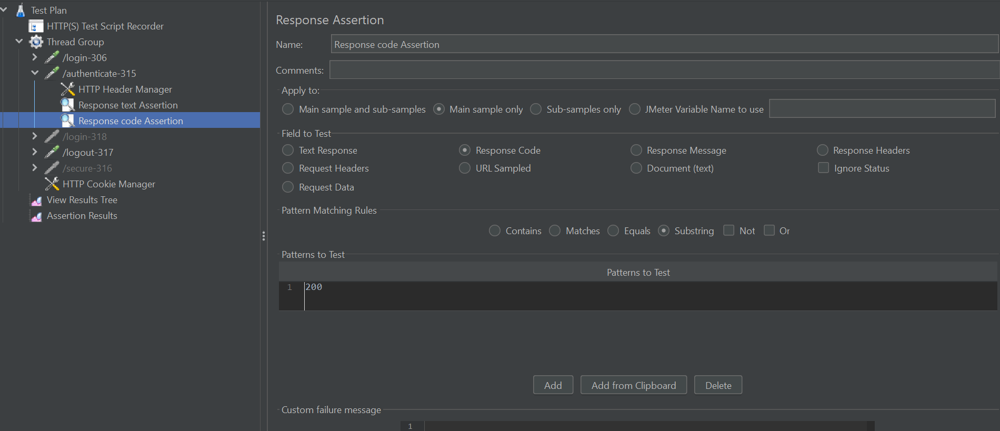 Test Plan
HTTP(S) Test Script Recorder
Thread Group
/login-306
/authenticate-315
HTTP Header Manager
Response text Assertion
Response code Assertion
/login-318
/logout-317
/secure-316
HTTP Cookie Manager
View Results Tree
Assertion Results
Response Assertion
Name: Response code Assertion
Comments:
Apply to:
Main sample and sub-samples Main sample only Sub-samples only JMeter Variable Name to use
Field to Test
Text Response Response Code Response Message Response Headers
Request Headers URL Sampled Document (text) Ignore Status
Request Data
Pattern Matching Rules
Contains Matches Equals Substring Not Or
Patterns to Test
Patterns to Test
1 200
Add Add from Clipboard Delete
Custom failure message
1